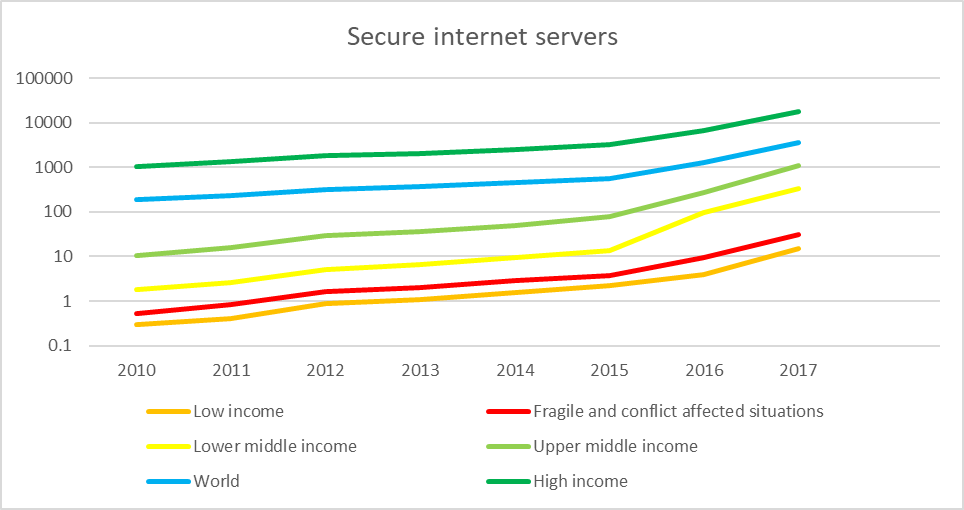 Secure internet servers
100000
10000
1000
100
10
1
0.1
2010 2011 2012 2013 2014 2015 2016 2017
Low income Fragile and conflict affected situations
Lower middle income Upper middle income
World High income